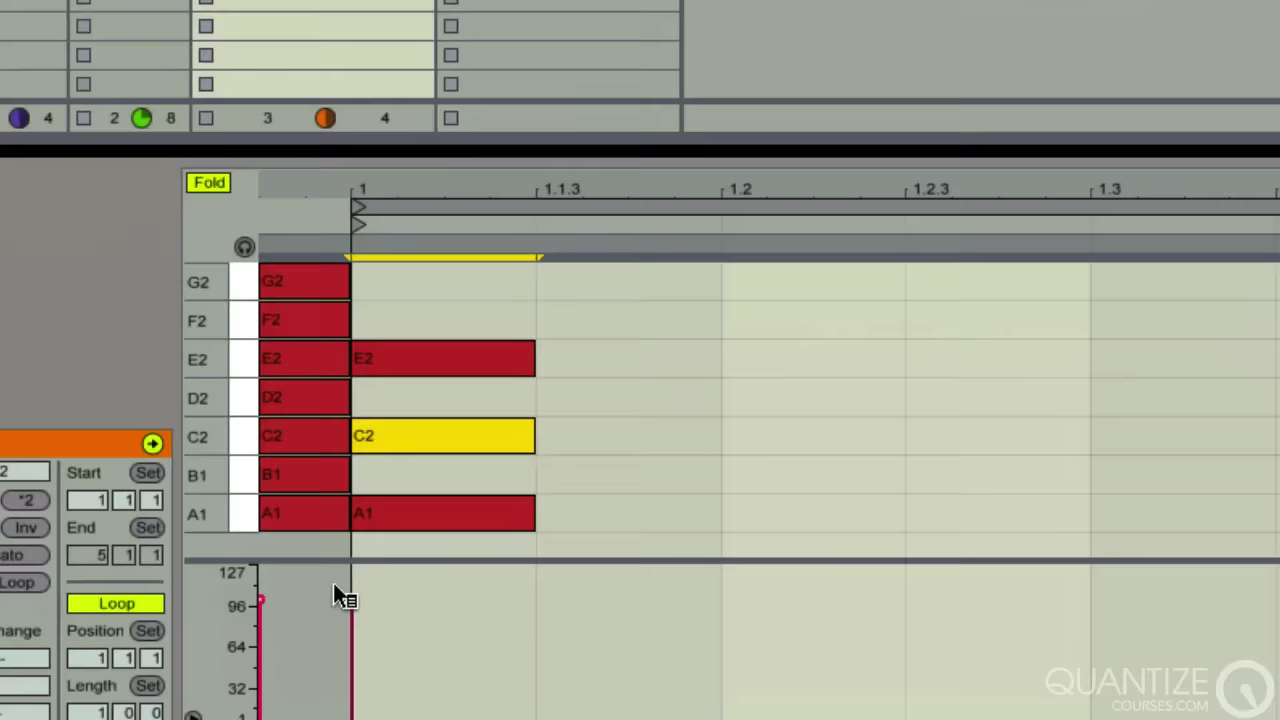 4 2 8 3 4
Fold
1 1.1.3 1.2 1.2.3 1.3
G2 G2
F2 F2
E2 E2 E2
D2 D2
C2 C2 C2
B1 B1
A1 A1 A1
2 Start Set
*2 1 1 1
Inv End Set
ato 5 1 1
Loop
Loop
ange Position Set
1 1 1
Length Set
1 0 0
127
96
64
32
1
QUANTIZE
COURSES.COM